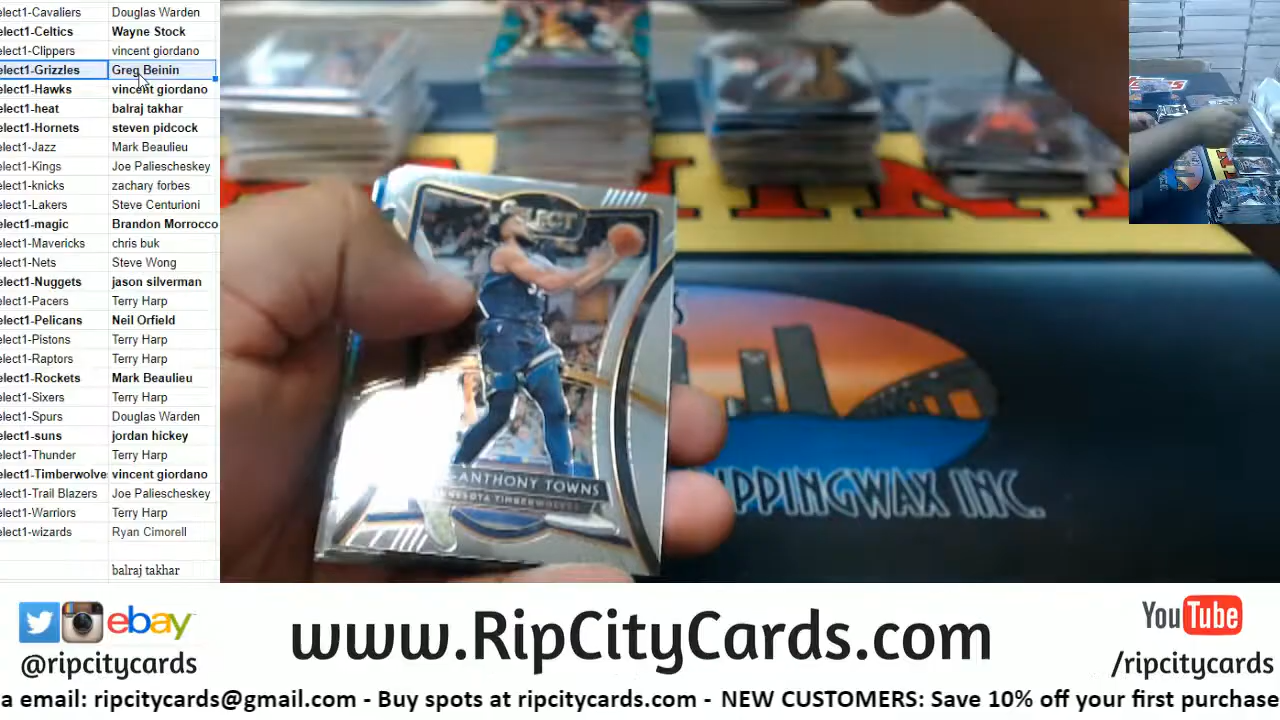 elect1-Cavaliers Douglas Warden
elect1-Celtics Wayne Stock
elect1-Clippers vincent giordano
elect1-Grizzles Greg Beinin
elect1-Hawks vincent giordano
elect1-heat balraj takhar
elect1-Hornets steven pidcock
elect1-Jazz Mark Beaulieu
elect1-Kings Joe Paliescheskey
elect1-knicks zachary forbes
elect1-Lakers Steve Centurioni
elect1-magic Brandon Morrocco
elect1-Mavericks chris buk
elect1-Nets Steve Wong
elect1-Nuggets jason silverman
elect1-Pacers Terry Harp
elect1-Pelicans Neil Orfield
elect1-Pistons Terry Harp
elect1-Raptors Terry Harp
elect1-Rockets Mark Beaulieu
elect1-Sixers Terry Harp
elect1-Spurs Douglas Warden
elect1-suns jordan hickey
elect1-Thunder Terry Harp
elect1-Timberwolve vincent giordano
elect1-Trail Blazers Joe Paliescheskey
elect1-Warriors Terry Harp
elect1-wizards Ryan Cimorell
balraj takhar
SELECT
32
-ANTHONY TOWNS
NESOTA TIMBERWOLVES
IPPINGWAX INC.
ebay
@ripcitycards
www.RipCityCards.com
YouTube
/ripcitycards
a email: ripcitycards@gmail.com - Buy spots at ripcitycards.com - NEW CUSTOMERS: Save 10% off your first purchase